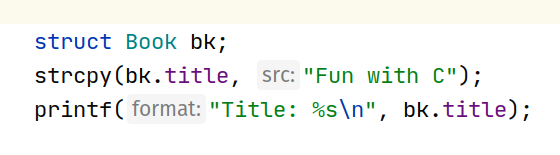 struct Book bk;
strcpy(bk.title, src: "Fun with C");
printf(format: "Title: %s\n", bk.title);